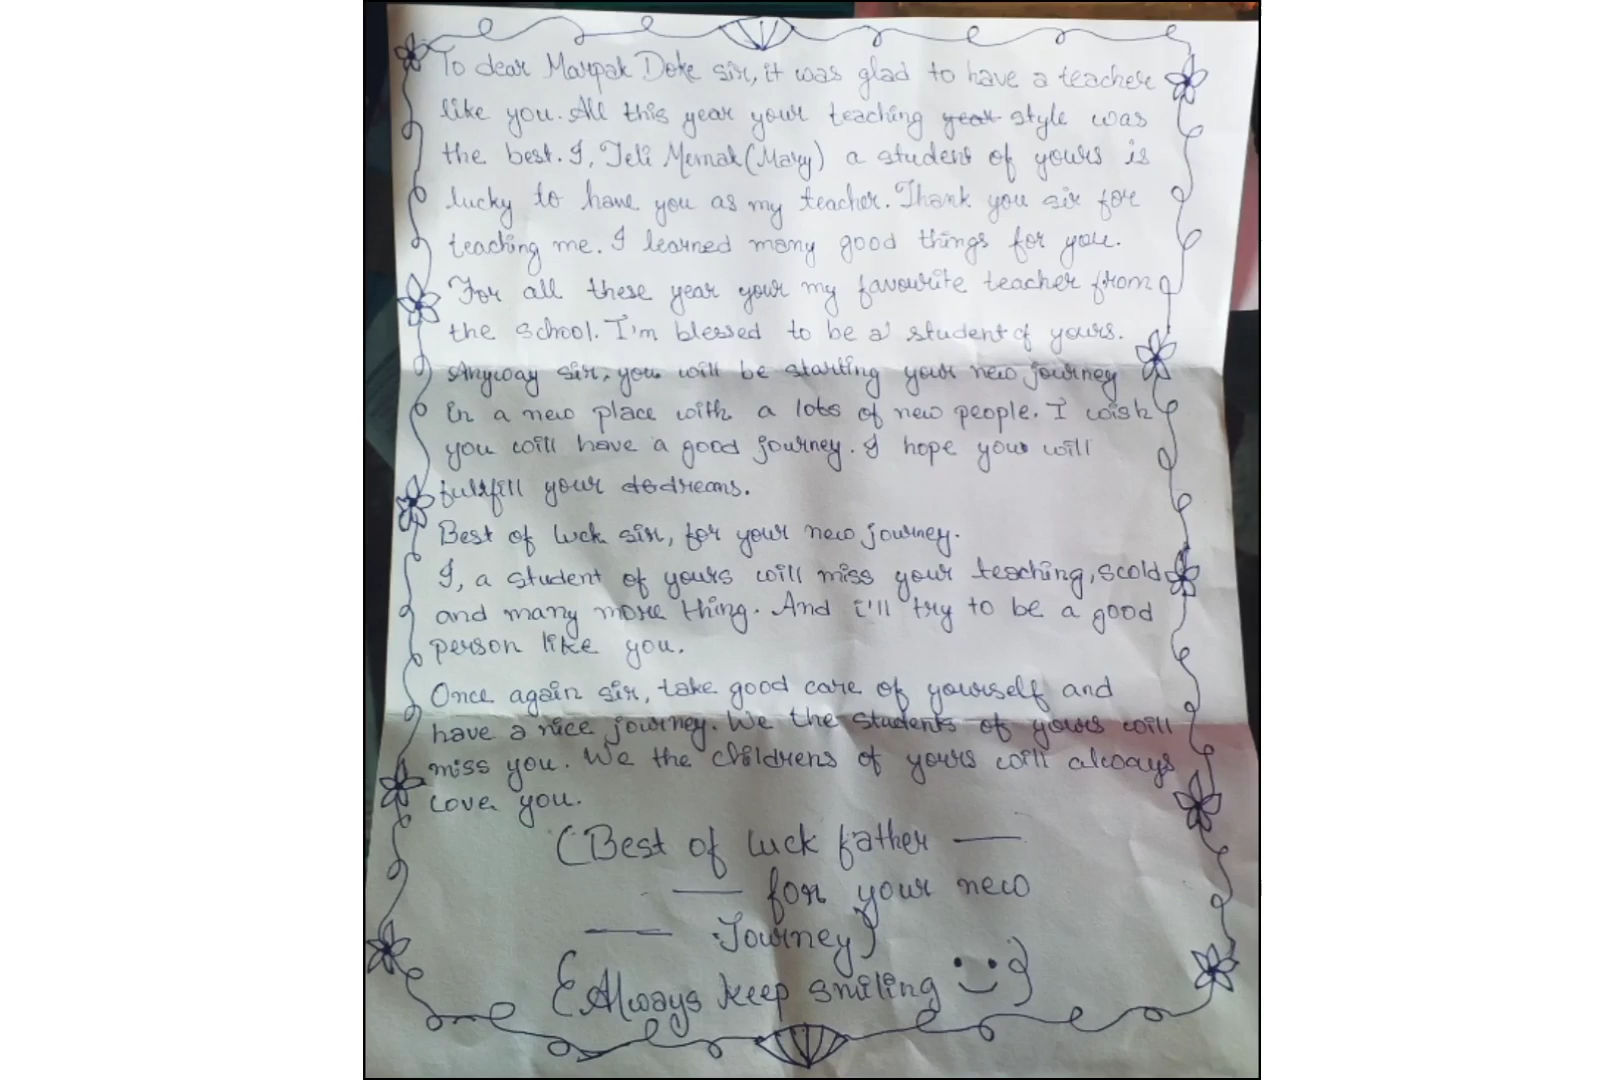 To dear Marpak Doke sir, it was glad to have a teacher
like you. All this year your teaching year style was
the best. I, Jeli Memak (Mary) a student of yours is
lucky to have you as my teacher. Thank you sir for
teaching me. I learned many good things for you.
For all these year your my favourite teacher from
the school. I'm blessed to be a student of yours.
Anyway sir, you will be starting your new journey
in a new place with a lots of new people. I wish
you will have a good journey. I hope your will
fullfill your dreams.
Best of luck sir, for your new journey.
I, a student of yours will miss your teaching, scold
and many more thing. And i'll try to be a good
person like you.
Once again sir, take good care of yourself and
have a nice journey. We the students of yours will
miss you. We the childrens of yours will always
love you.
(Best of luck father —
— for your new
— Journey)
{Always keep smiling}